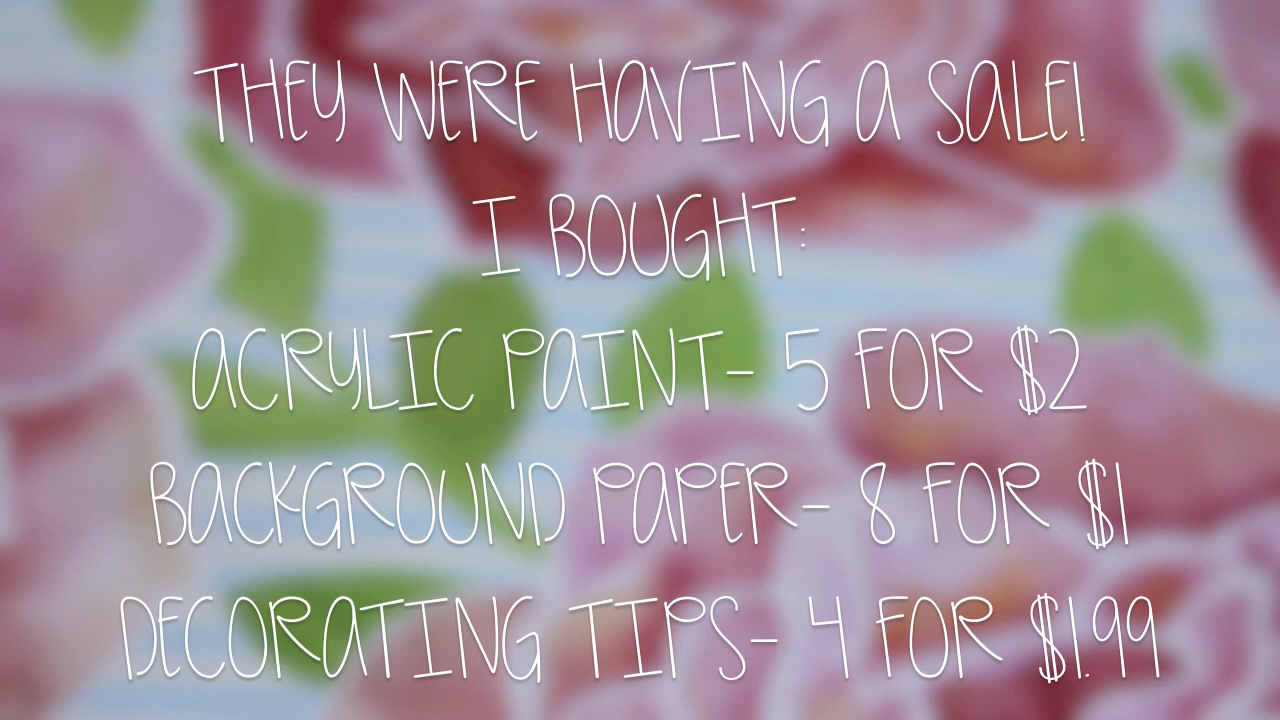 THEY WERE HAVING A SALE!
I BOUGHT:
ACRYLIC PAINT- 5 FOR $2
BACKGROUND PAPER- 8 FOR $1
DECORATING TIPS- 4 FOR $1.99